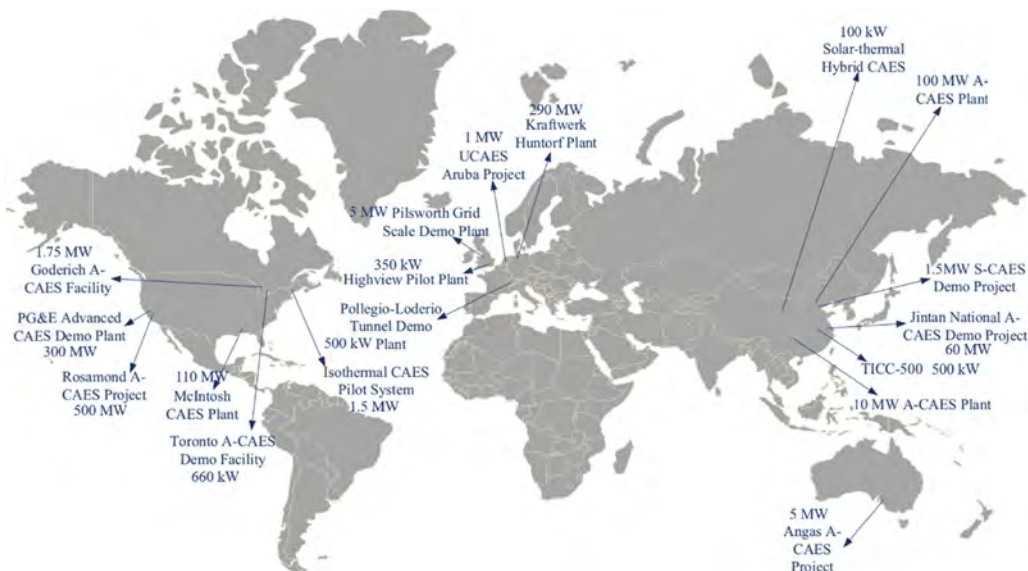 100 kW
Solar-thermal
Hybrid CAES
100 MW A-
CAES Plant
290 MW
Kraftwerk
Huntorf Plant
1 MW
UCAES
Aruba Project
5 MW Pilsworth Grid
Scale Demo Plant
350 kW
Highview Pilot Plant
Pollegio-Loderio
Tunnel Demo
500 kW Plant
1.75 MW
Goderich A-
CAES Facility
PG&E Advanced
CAES Demo Plant
300 MW
Rosamond A-
CAES Project
500 MW
110 MW
McIntosh
CAES Plant
Toronto A-CAES
Demo Facility
660 kW
Isothermal CAES
Pilot System
1.5 MW
1.5MW S-CAES
Demo Project
Jintan National A-
CAES Demo Project
60 MW
TICC-500 500 kW
10 MW A-CAES Plant
5 MW
Angas A-
CAES
Project